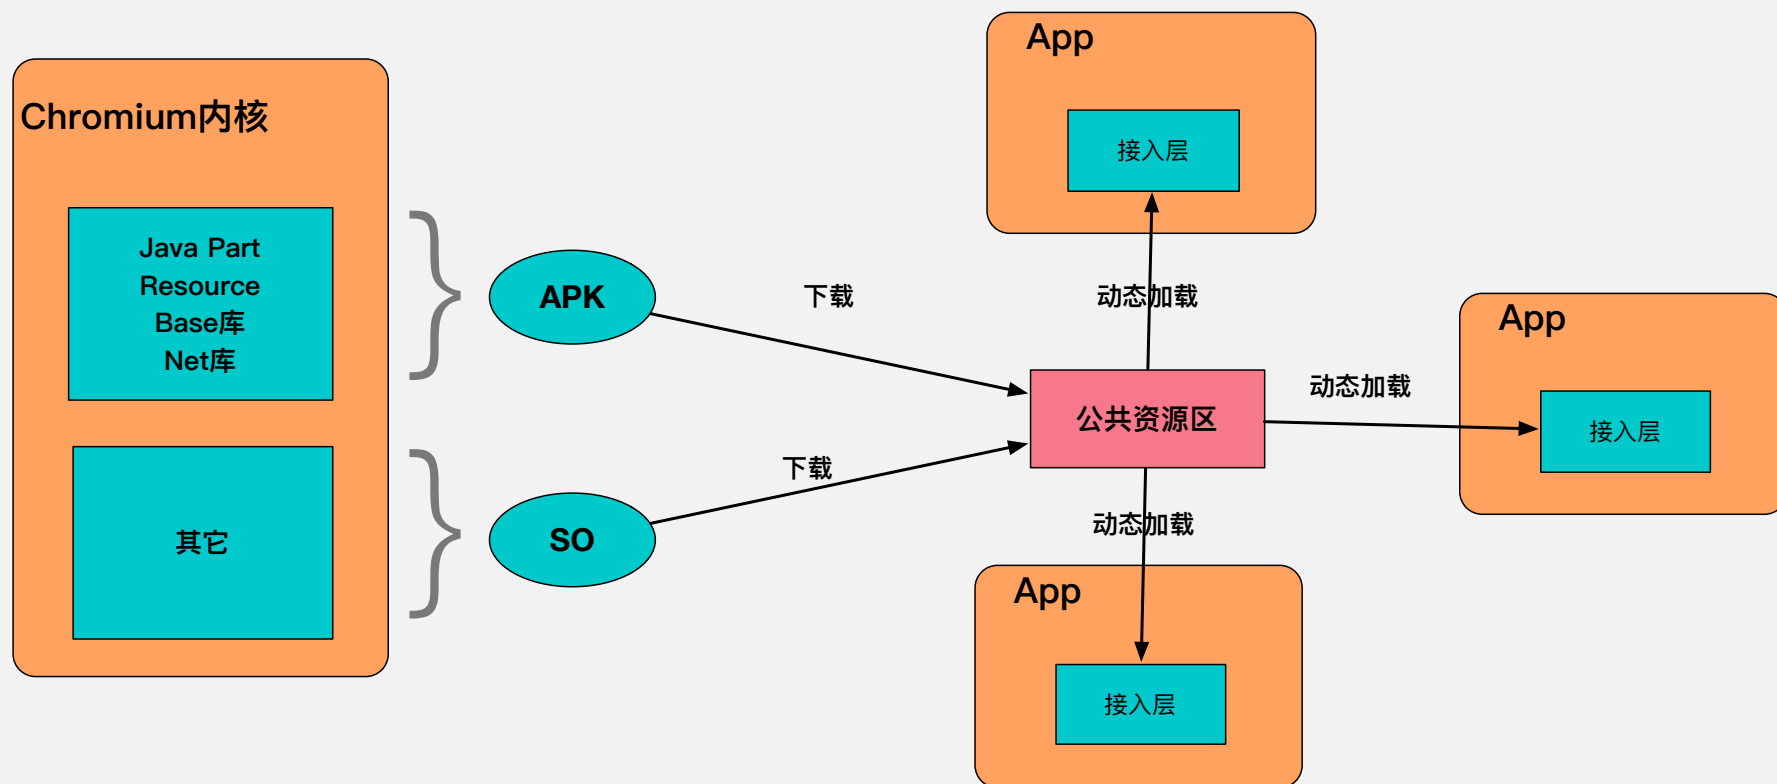 Chromium内核
Java Part
Resource
Base库
Net库
其它
APK
SO
下载
下载
公共资源区
动态加载
App
接入层
动态加载
App
接入层
动态加载
App
接入层